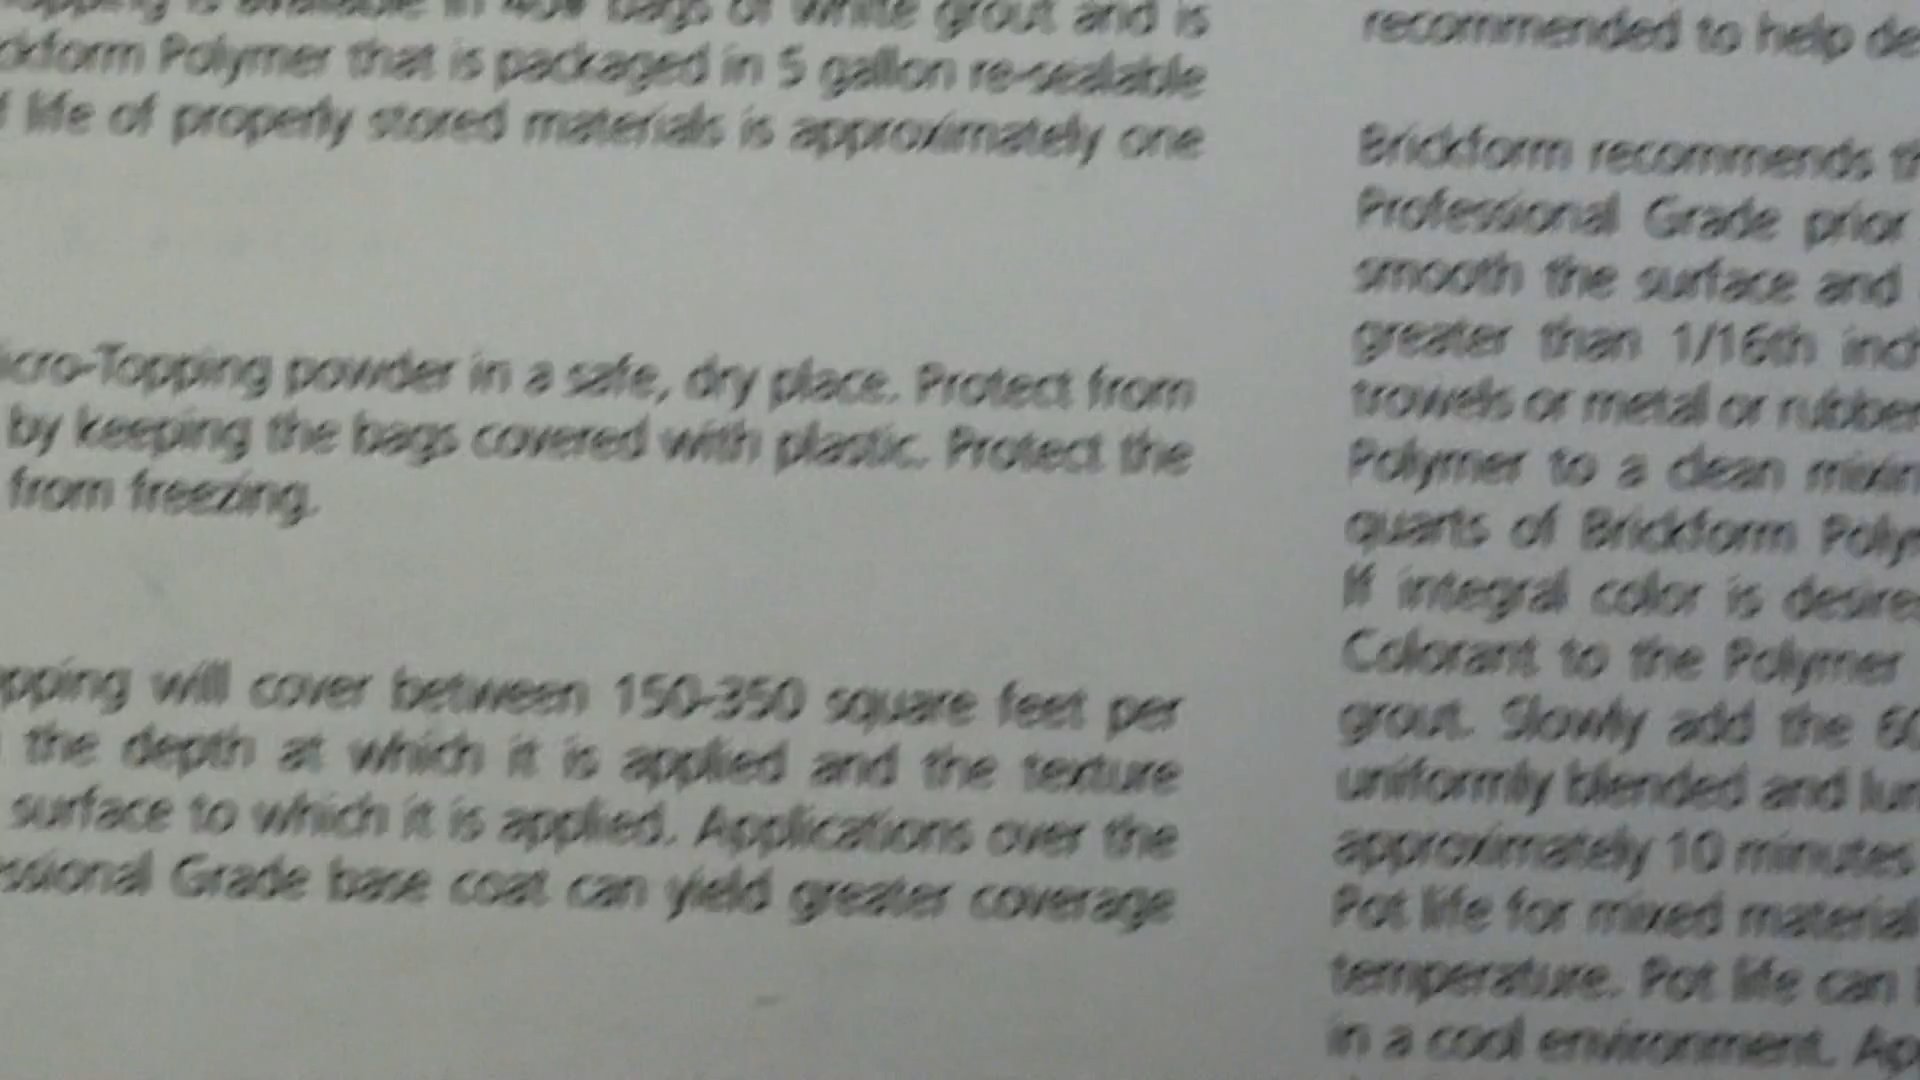 is available in bags of white grout and is
Polymer that is packaged in 5 gallon re-sealable
life of properly stored materials is approximately one
icro-Topping powder in a safe, dry place. Protect from
by keeping the bags covered with plastic. Protect the
from freezing.
pping will cover between 150-350 square feet per
the depth at which it is applied and the texture
surface to which it is applied. Applications over the
ssional Grade base coat can yield greater coverage
recommended to help de
Brickform recommends th
Professional Grade prior
smooth the surface and
greater than 1/16th inch
trowels or metal or rubber
Polymer to a clean mixin
quarts of Brickform Poly
If integral color is desire
Colorant to the Polymer
grout. Slowly add the 60
uniformly blended and lum
approximately 10 minutes
Pot life for mixed material
temperature. Pot life can
in a cool environment. Ap